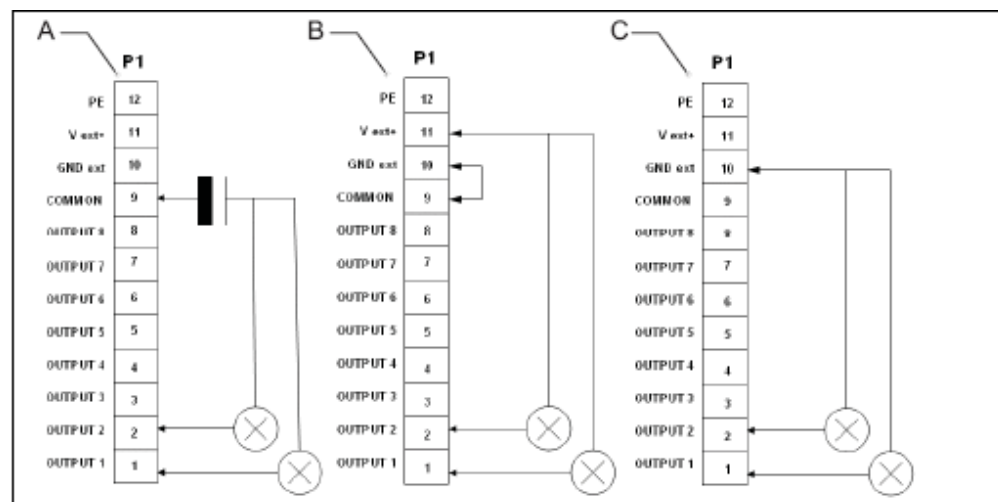 A
P1
PE 12
V ext+ 11
GND ext 10
COMMON 9
OUTPUT 8 8
OUTPUT 7 7
OUTPUT 6 6
OUTPUT 5 5
OUTPUT 4 4
OUTPUT 3 3
OUTPUT 2 2
OUTPUT 1 1
B
P1
PE 12
V ext+ 11
GND ext 10
COMMON 9
OUTPUT 8 8
OUTPUT 7 7
OUTPUT 6 6
OUTPUT 5 5
OUTPUT 4 4
OUTPUT 3 3
OUTPUT 2 2
OUTPUT 1 1
C
P1
PE 12
V ext+ 11
GND ext 10
COMMON 9
OUTPUT 8 8
OUTPUT 7 7
OUTPUT 6 6
OUTPUT 5 5
OUTPUT 4 4
OUTPUT 3 3
OUTPUT 2 2
OUTPUT 1 1